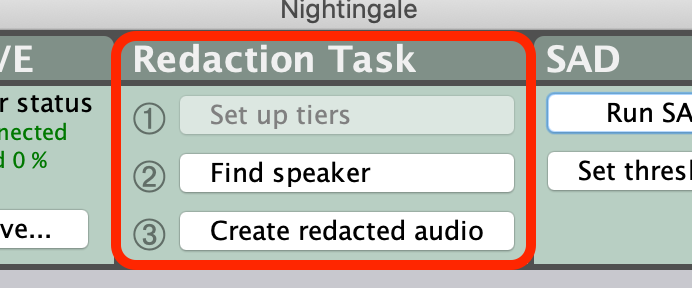 Nightingale
VE
Redaction Task
SAD
r status
nected
d 0 %
ve...
① Set up tiers
② Find speaker
③ Create redacted audio
Run SA
Set thresh